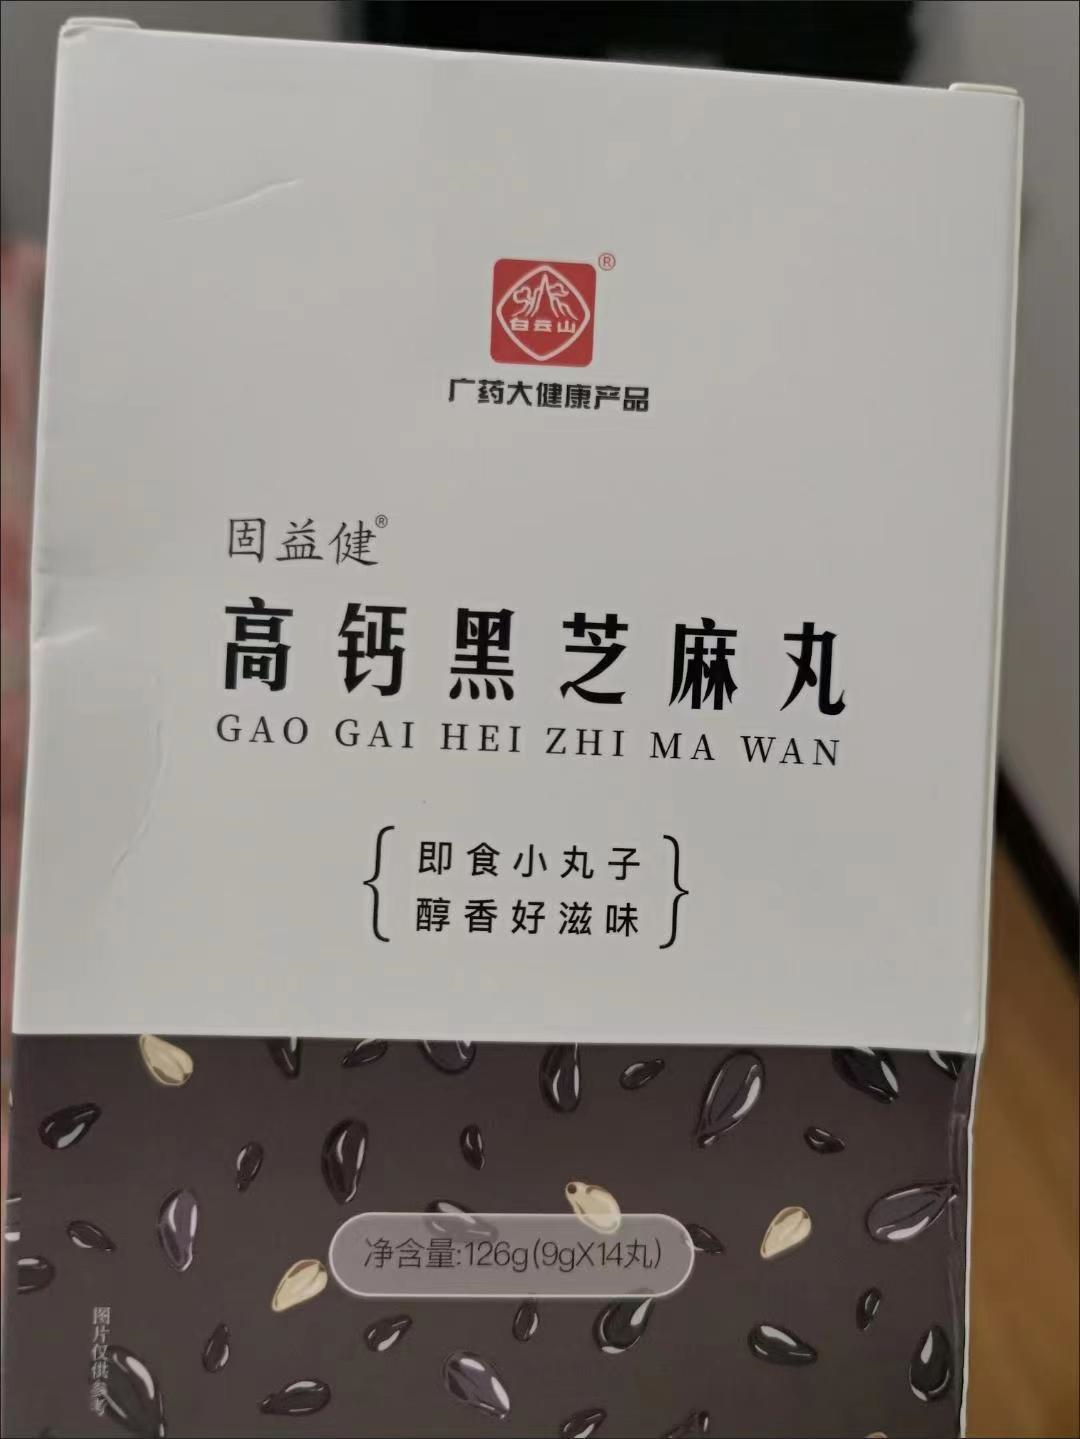 白云山®
广药大健康产品
固益健®
高钙黑芝麻丸
GAO GAI HEI ZHI MA WAN
即食小丸子
醇香好滋味
净含量:126g(9gX14丸)
图片仅供参考